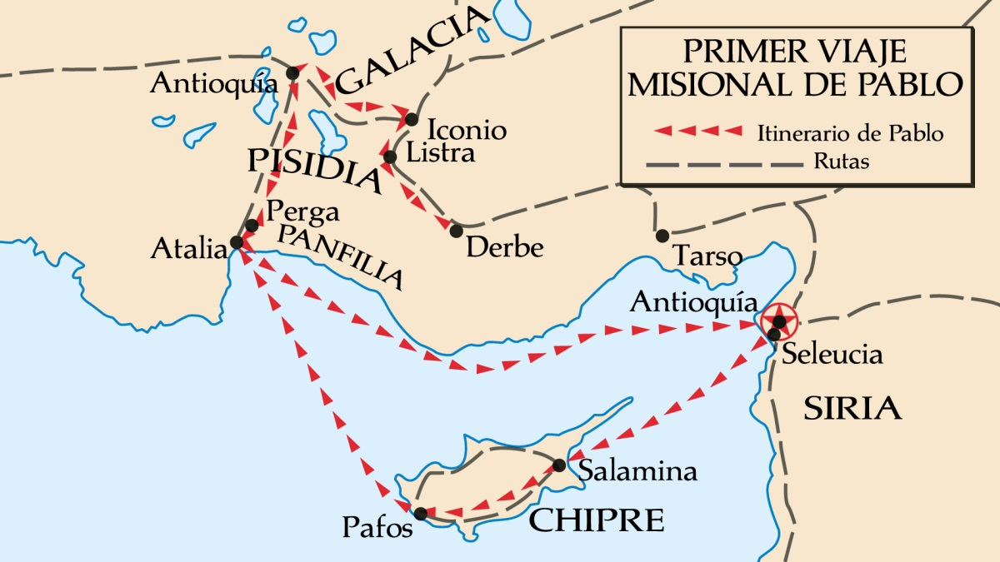 PRIMER VIAJE
MISIONAL DE PABLO
Itinerario de Pablo
Rutas
GALACIA
Antioquía
Iconio
Listra
PISIDIA
Perga
Atalia
PANFILIA
Derbe
Tarso
Antioquía
Seleucia
SIRIA
Salamina
CHIPRE
Pafos